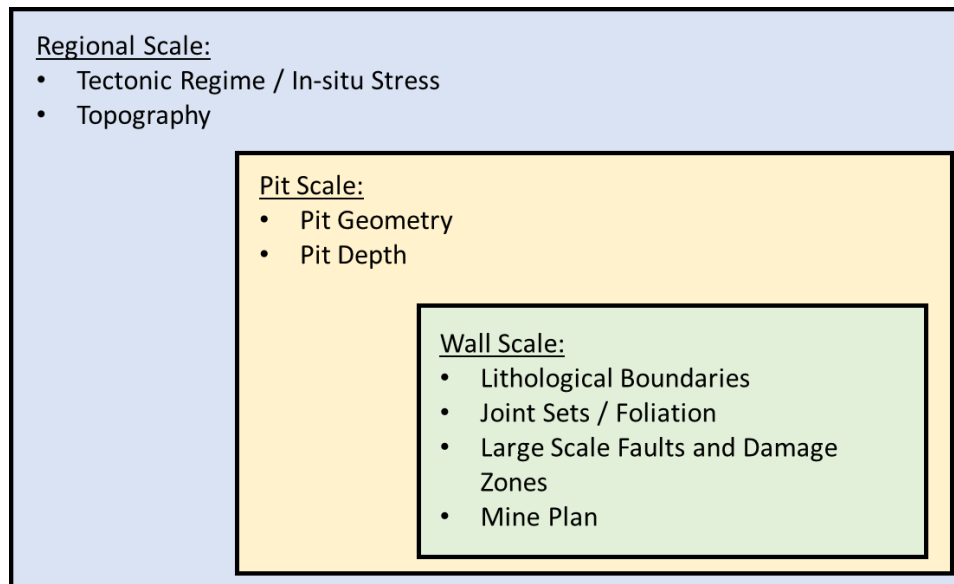 Regional Scale:
• Tectonic Regime / In-situ Stress
• Topography
Pit Scale:
• Pit Geometry
• Pit Depth
Wall Scale:
• Lithological Boundaries
• Joint Sets / Foliation
• Large Scale Faults and Damage
Zones
• Mine Plan